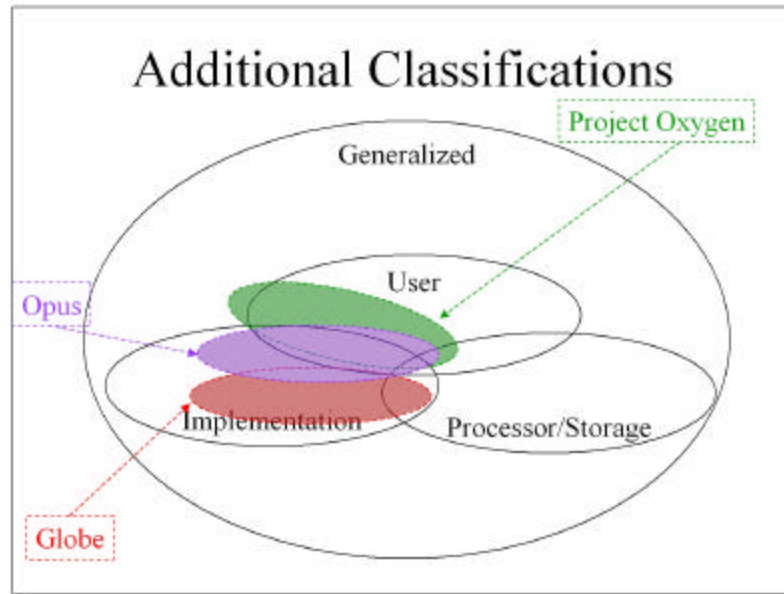 Additional Classifications
Project Oxygen
Generalized
User
Opus
Implementation
Processor/Storage
Globe